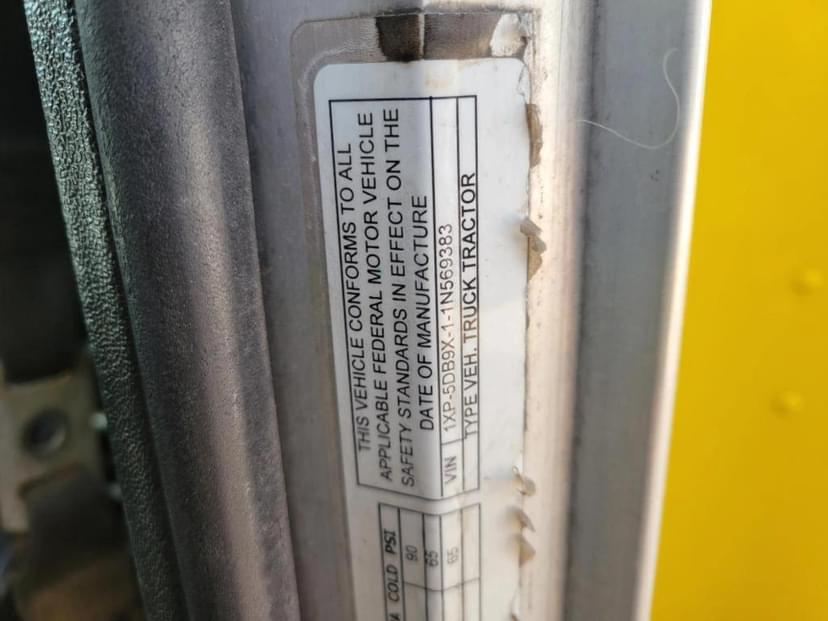 THIS VEHICLE CONFORMS TO ALL
APPLICABLE FEDERAL MOTOR VEHICLE
SAFETY STANDARDS IN EFFECT ON THE
DATE OF MANUFACTURE
VIN 1XP-5DB9X-1-1N569383
TYPE VEH. TRUCK TRACTOR
COLD PSI
90
65
65